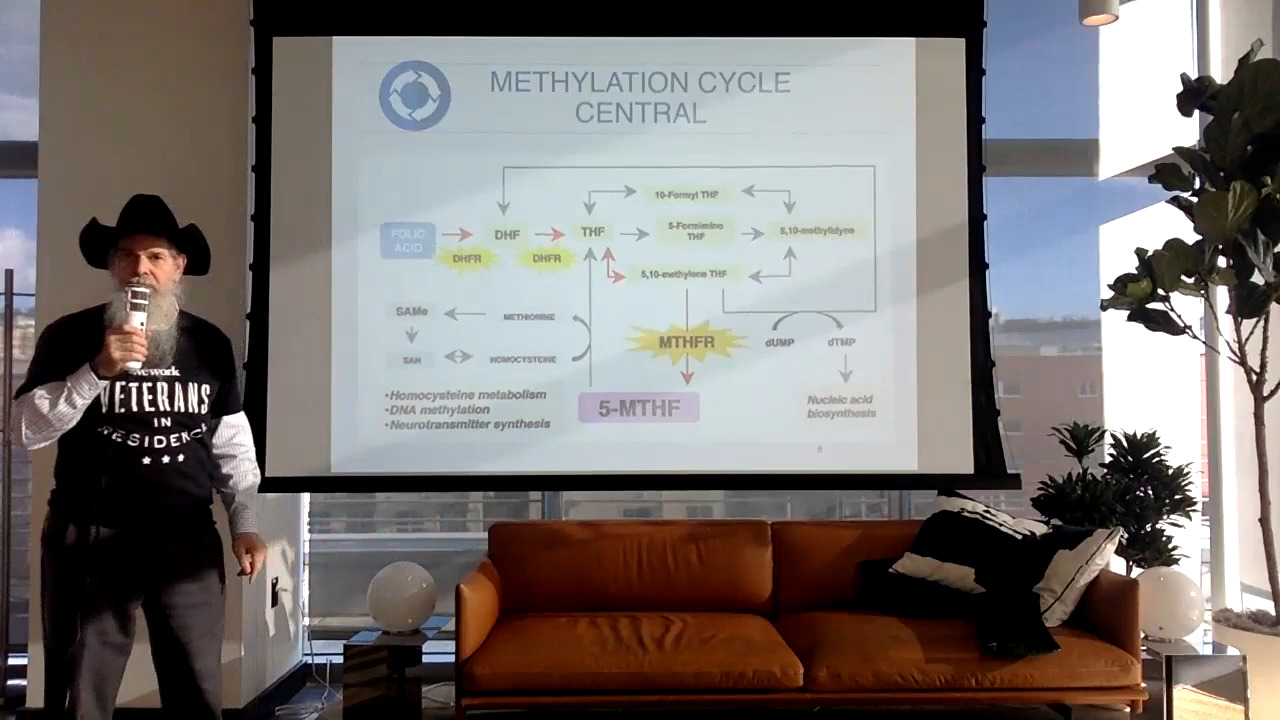 METHYLATION CYCLE
CENTRAL
10-Formyl THF
FOLIC
ACID
DHF
THF
5-Formimino
THF
5,10-methylidyne
DHFR
DHFR
5,10-methylene THF
SAMe
METHIONINE
MTHFR
dUMP
dTMP
SAH
HOMOCYSTEINE
•Homocysteine metabolism
•DNA methylation
•Neurotransmitter synthesis
5-MTHF
Nucleic acid
biosynthesis
wework
VETERANS
IN
RESIDENC